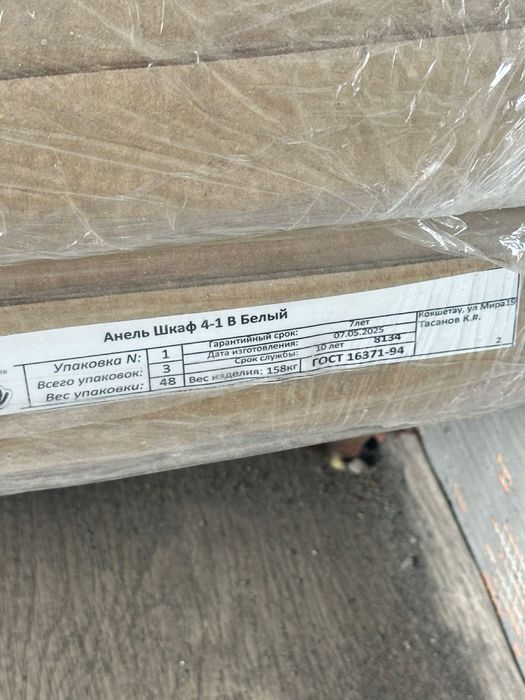 Анель Шкаф 4-1 В Белый
Упаковка N: 1
Всего упаковок: 3
Вес упаковки: 48
Гарантийный срок: 7лет
Дата изготовления: 07.05.2025
Срок службы: 10 лет 8134
Вес изделия: 158кг ГОСТ 16371-94
Кокшетау, ул Мира15
Тасанов К.#.
2